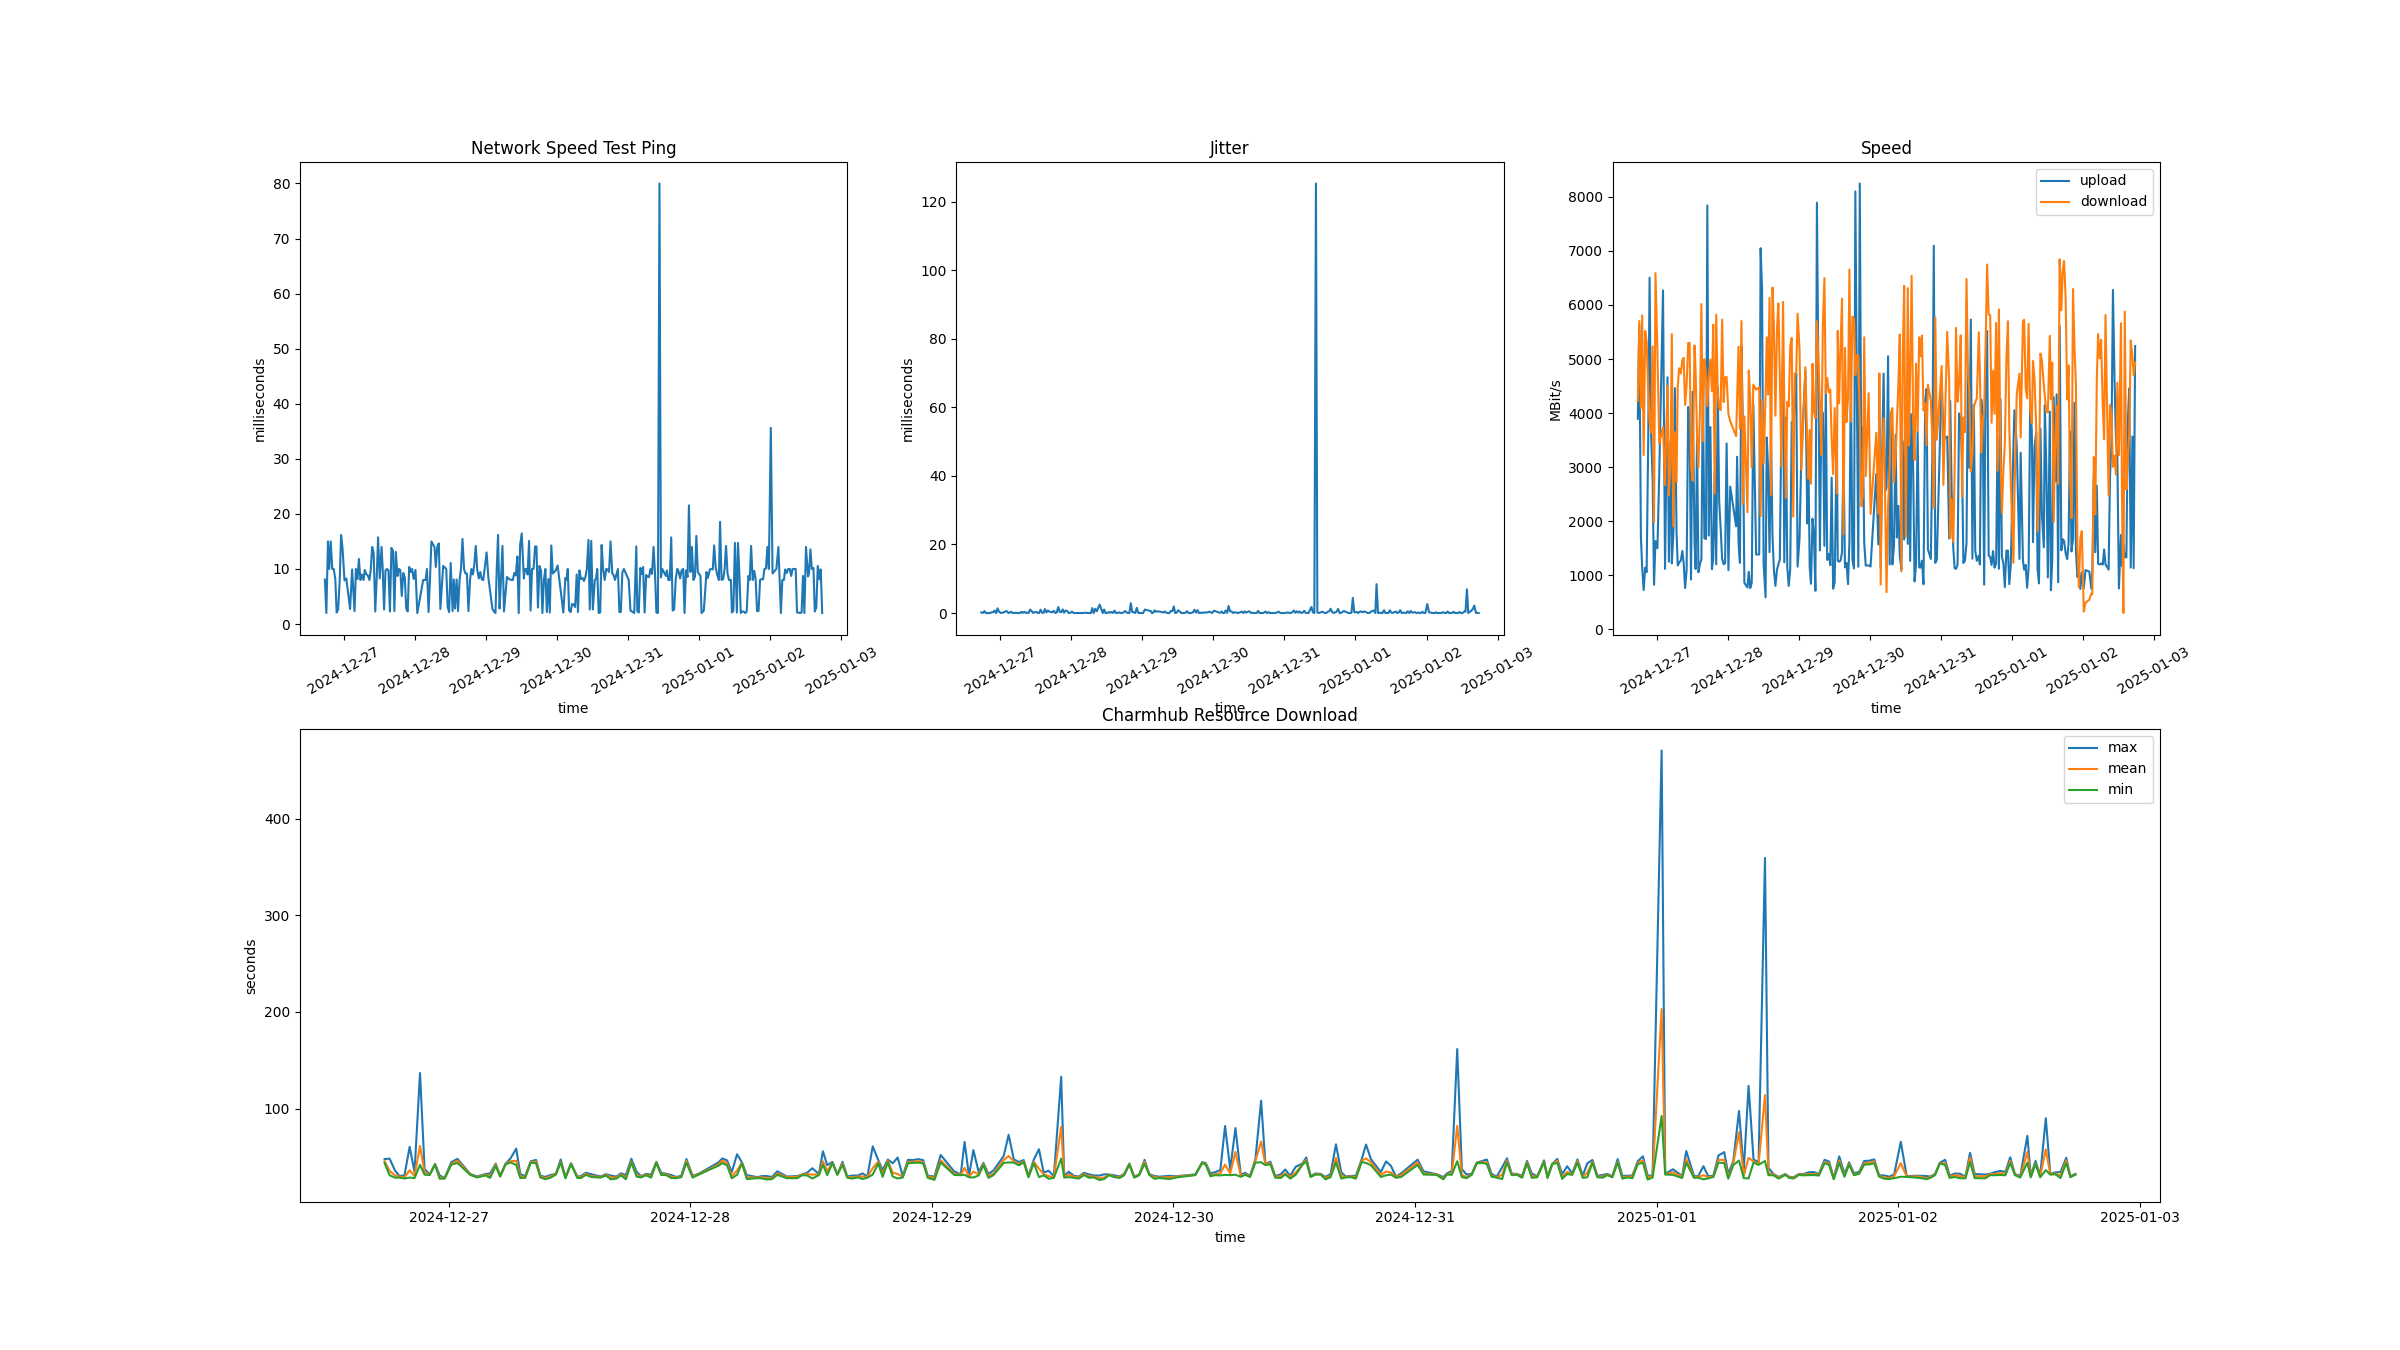 Network Speed Test Ping
milliseconds
80
70
60
50
40
30
20
10
0
2024-12-27 2024-12-28 2024-12-29 2024-12-30 2024-12-31 2025-01-01 2025-01-02 2025-01-03
time
Jitter
milliseconds
120
100
80
60
40
20
0
2024-12-27 2024-12-28 2024-12-29 2024-12-30 2024-12-31 2025-01-01 2025-01-02 2025-01-03
time
Speed
MBit/s
8000
7000
6000
5000
4000
3000
2000
1000
0
upload
download
2024-12-27 2024-12-28 2024-12-29 2024-12-30 2024-12-31 2025-01-01 2025-01-02 2025-01-03
time
Charmhub Resource Download
seconds
400
300
200
100
max
mean
min
2024-12-27 2024-12-28 2024-12-29 2024-12-30 2024-12-31 2025-01-01 2025-01-02 2025-01-03
time